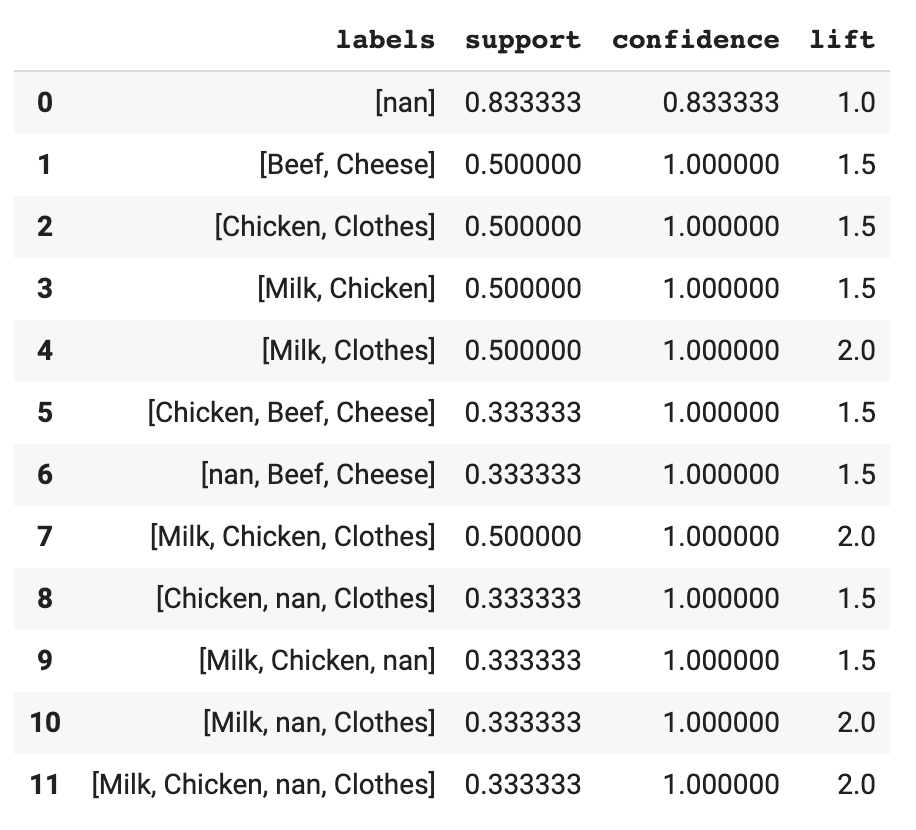 labels support confidence lift
0 [nan] 0.833333 0.833333 1.0
1 [Beef, Cheese] 0.500000 1.000000 1.5
2 [Chicken, Clothes] 0.500000 1.000000 1.5
3 [Milk, Chicken] 0.500000 1.000000 1.5
4 [Milk, Clothes] 0.500000 1.000000 2.0
5 [Chicken, Beef, Cheese] 0.333333 1.000000 1.5
6 [nan, Beef, Cheese] 0.333333 1.000000 1.5
7 [Milk, Chicken, Clothes] 0.500000 1.000000 2.0
8 [Chicken, nan, Clothes] 0.333333 1.000000 1.5
9 [Milk, Chicken, nan] 0.333333 1.000000 1.5
10 [Milk, nan, Clothes] 0.333333 1.000000 2.0
11 [Milk, Chicken, nan, Clothes] 0.333333 1.000000 2.0